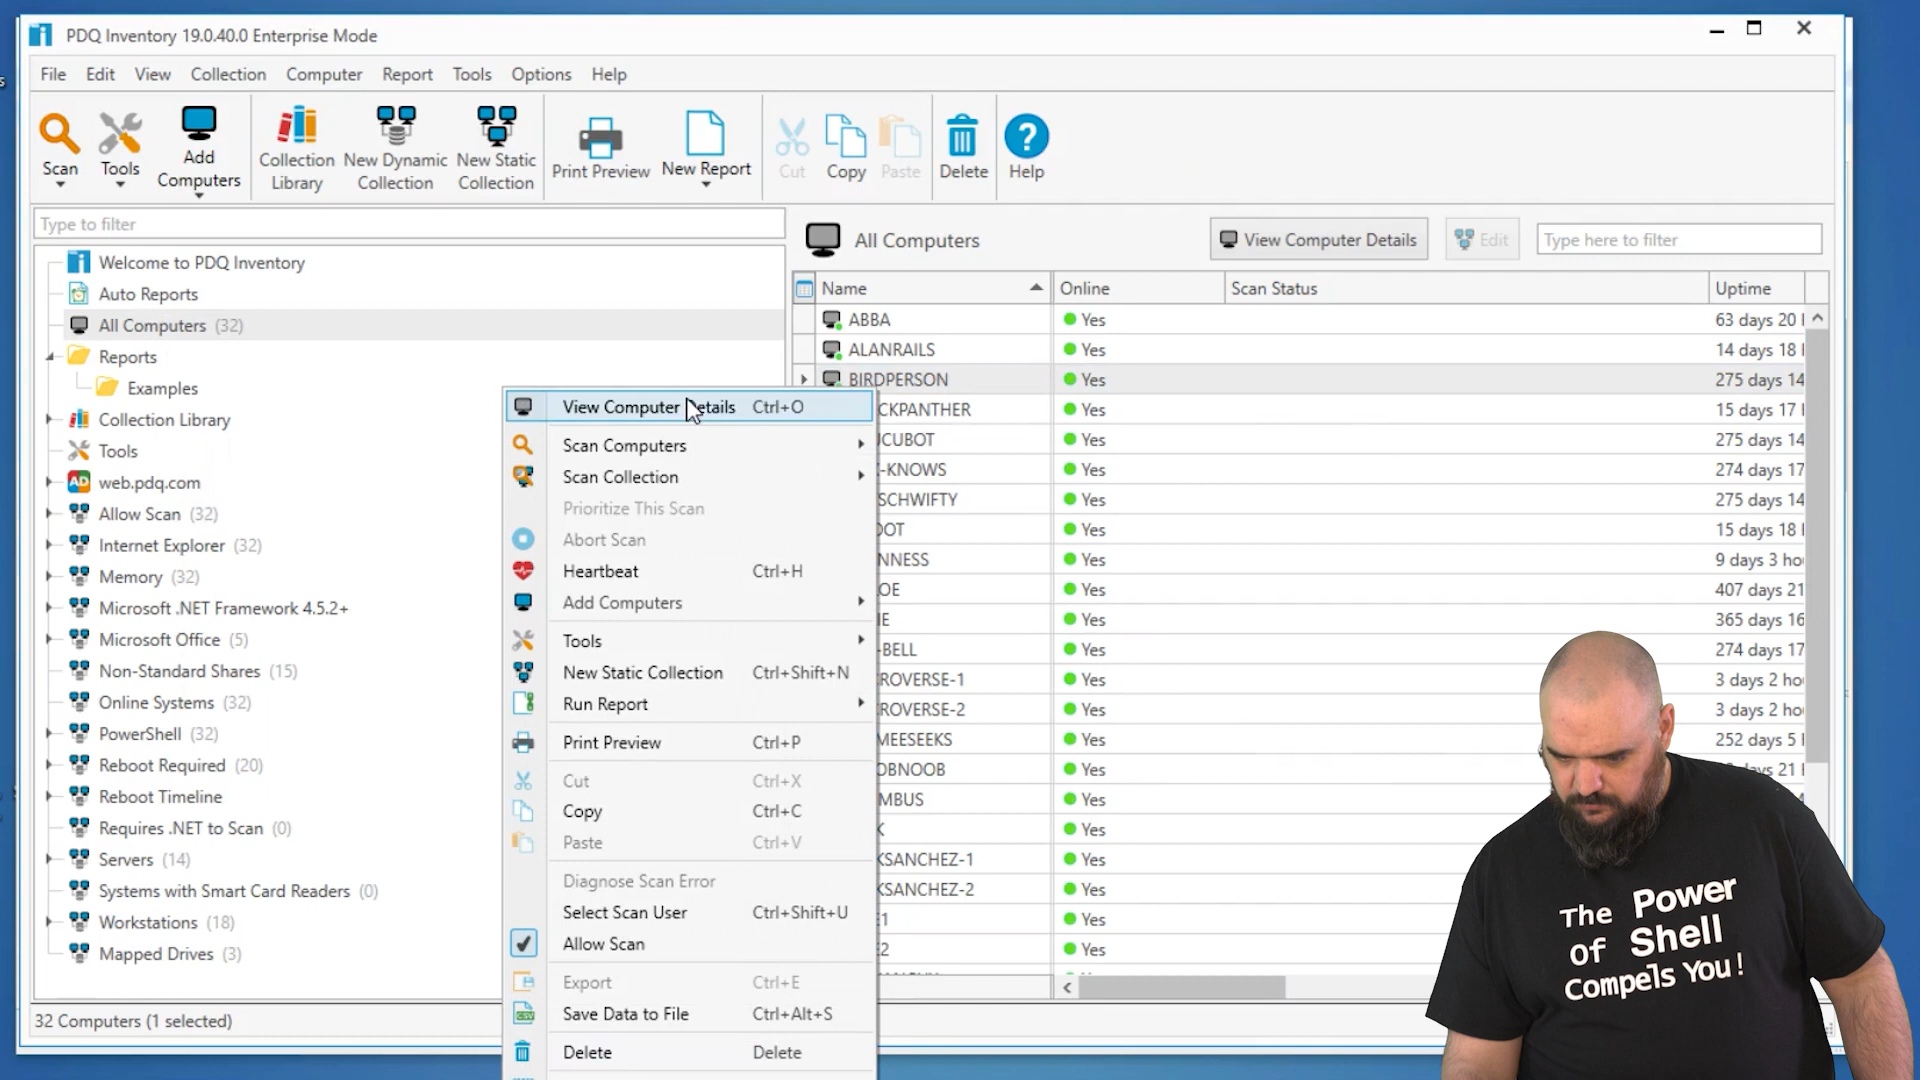 PDQ Inventory 19.0.40.0 Enterprise Mode
File Edit View Collection Computer Report Tools Options Help
Scan
Tools
Add
Computers
Collection
Library
New Dynamic
Collection
New Static
Collection
Print Preview
New Report
Cut
Copy
Paste
Delete
Help
Type to filter
Welcome to PDQ Inventory
Auto Reports
All Computers (32)
Reports
Examples
Collection Library
Tools
AD web.pdq.com
Allow Scan (32)
Internet Explorer (32)
Memory (32)
Microsoft .NET Framework 4.5.2+
Microsoft Office (5)
Non-Standard Shares (15)
Online Systems (32)
PowerShell (32)
Reboot Required (20)
Reboot Timeline
Requires .NET to Scan (0)
Servers (14)
Systems with Smart Card Readers (0)
Workstations (18)
Mapped Drives (3)
32 Computers (1 selected)
View Computer Details Ctrl+O
Scan Computers
Scan Collection
Prioritize This Scan
Abort Scan
Heartbeat Ctrl+H
Add Computers
Tools
New Static Collection Ctrl+Shift+N
Run Report
Print Preview Ctrl+P
Cut Ctrl+X
Copy Ctrl+C
Paste Ctrl+V
Diagnose Scan Error
Select Scan User Ctrl+Shift+U
Allow Scan
Export Ctrl+E
Save Data to File Ctrl+Alt+S
Delete Delete
All Computers
View Computer Details
Edit
Type here to filter
Name Online Scan Status Uptime
ABBA Yes 63 days 20
ALANRAILS Yes 14 days 18
BIRDPERSON Yes 275 days 14
CKPANTHER Yes 15 days 17
CUBOT Yes 275 days 14
-KNOWS Yes 274 days 17
SCHWIFTY Yes 275 days 14
OT Yes 15 days 18
NNESS Yes 9 days 3 ho
OE Yes 407 days 21
IE Yes 365 days 16
-BELL Yes 274 days 17
ROVERSE-1 Yes 3 days 2 ho
ROVERSE-2 Yes 3 days 2 ho
MEESEEKS Yes 252 days 5
OBNOOB Yes ays 21
MBUS Yes
K Yes
KSANCHEZ-1 Yes
KSANCHEZ-2 Yes
E1 Yes
E2 Yes
The Power
of Shell
Compels You!